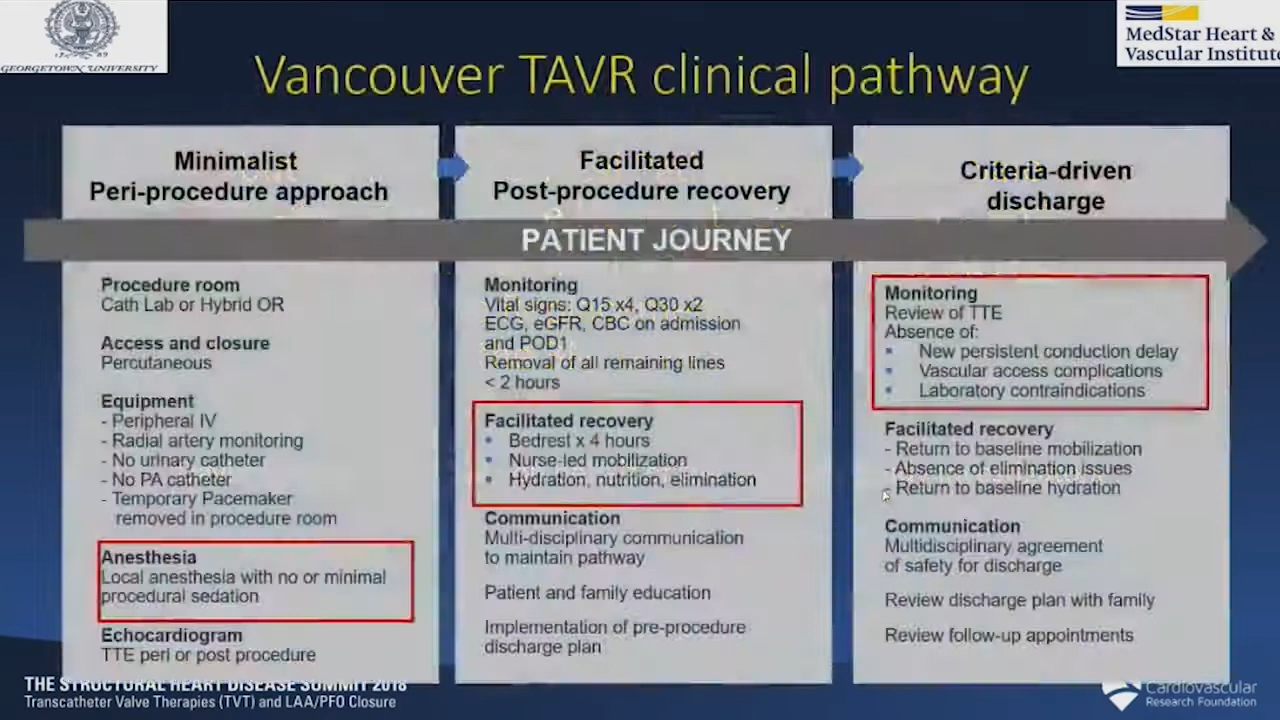 GEORGETOWN UNIVERSITY
MedStar Heart &
Vascular Institute
Vancouver TAVR clinical pathway
Minimalist
Peri-procedure approach
Facilitated
Post-procedure recovery
Criteria-driven
discharge
PATIENT JOURNEY
Procedure room
Cath Lab or Hybrid OR
Access and closure
Percutaneous
Equipment
- Peripheral IV
- Radial artery monitoring
- No urinary catheter
- No PA catheter
- Temporary Pacemaker
removed in procedure room
Anesthesia
Local anesthesia with no or minimal
procedural sedation
Echocardiogram
TTE peri or post procedure
Monitoring
Vital signs: Q15 x4, Q30 x2
ECG, eGFR, CBC on admission
and POD1
Removal of all remaining lines
< 2 hours
Facilitated recovery
• Bedrest x 4 hours
• Nurse-led mobilization
• Hydration, nutrition, elimination
Communication
Multi-disciplinary communication
to maintain pathway
Patient and family education
Implementation of pre-procedure
discharge plan
Monitoring
Review of TTE
Absence of:
• New persistent conduction delay
• Vascular access complications
• Laboratory contraindications
Facilitated recovery
- Return to baseline mobilization
- Absence of elimination issues
- Return to baseline hydration
Communication
Multidisciplinary agreement
of safety for discharge
Review discharge plan with family
Review follow-up appointments
THE STRUCTURAL HEART DISEASE SUMMIT 2018
Transcatheter Valve Therapies (TVT) and LAA/PFO Closure
Cardiovascular
Research Foundation